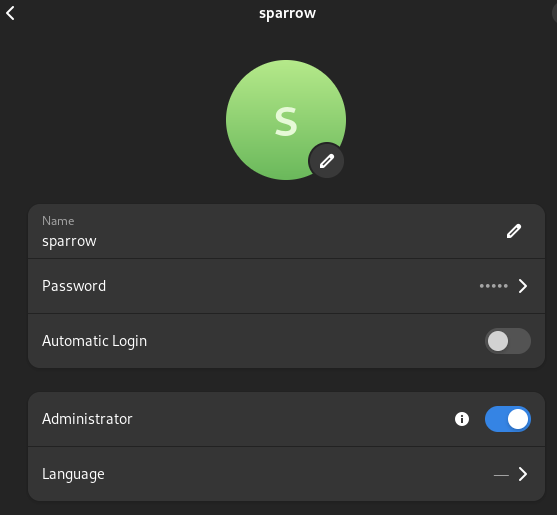 sparrow
S
Name
sparrow
Password •••••
Automatic Login
Administrator
Language —